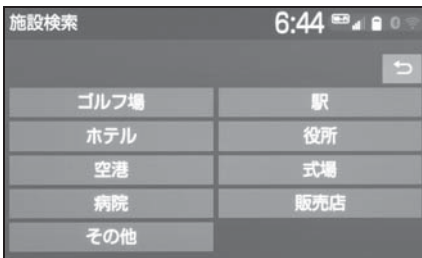 施設検索 6:44
ゴルフ場 駅
ホテル 役所
空港 式場
病院 販売店
その他